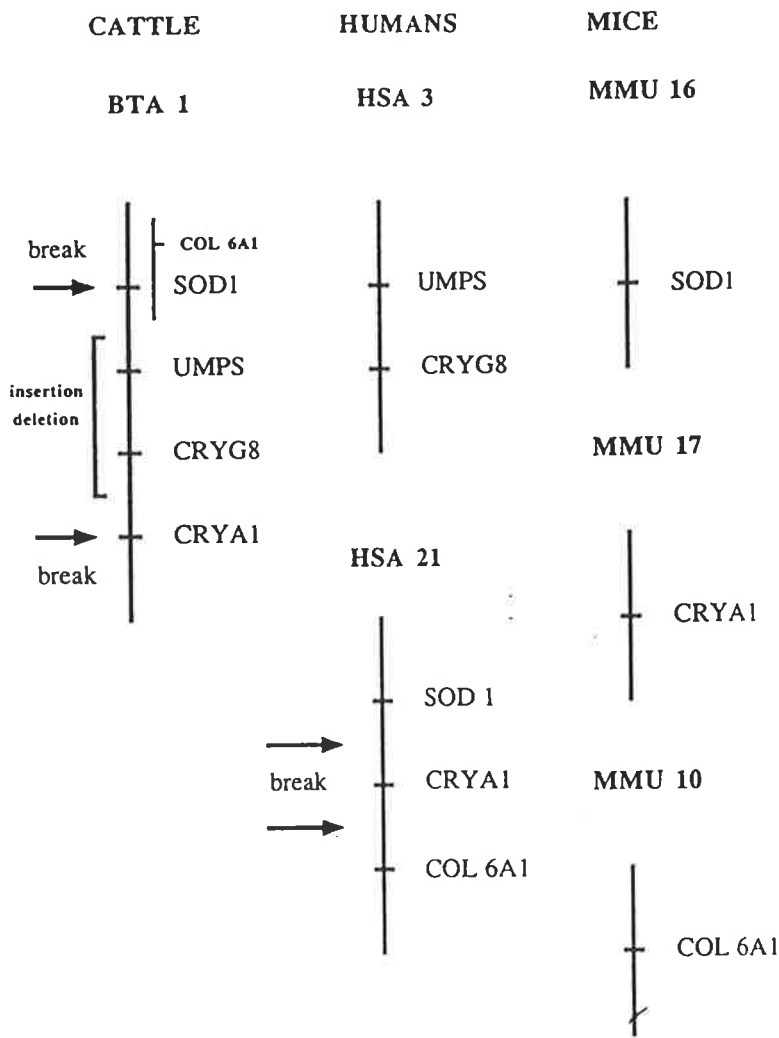 CATTLE
HUMANS
MICE
BTA 1
HSA 3
MMU 16
break
COL 6A1
SOD1
UMPS
CRYG8
insertion
deletion
CRYA1
break
UMPS
CRYG8
HSA 21
SOD 1
break
CRYA1
COL 6A1
SOD1
MMU 17
CRYA1
MMU 10
COL 6A1